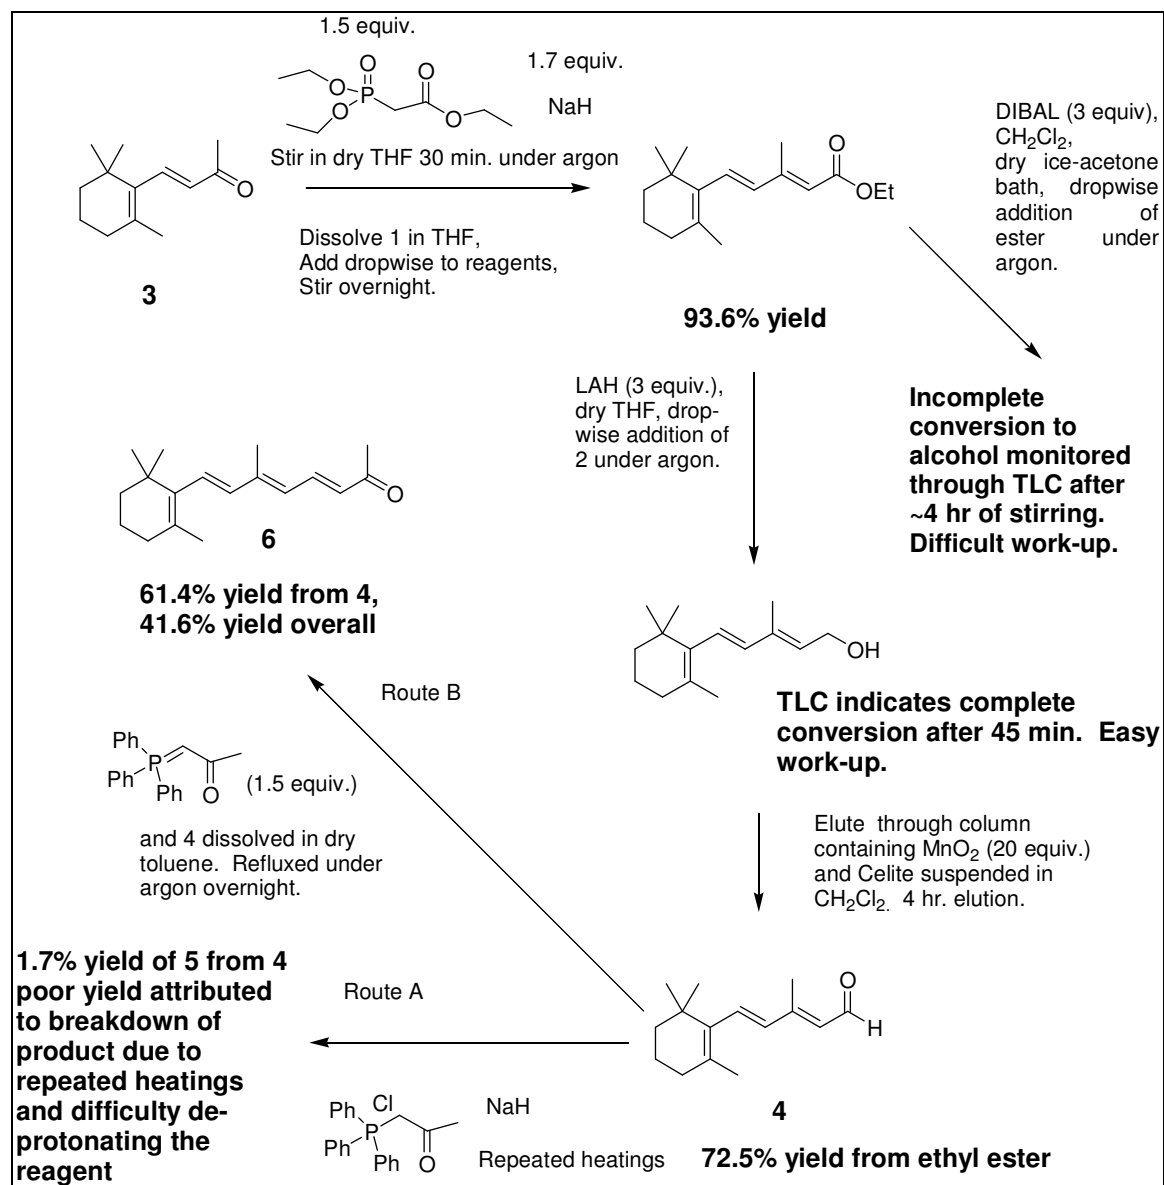 1.5 equiv.
O
O
P
O
O
O
1.7 equiv.
NaH
Stir in dry THF 30 min. under argon
Dissolve 1 in THF,
Add dropwise to reagents,
Stir overnight.
O
3
O
OEt
93.6% yield
DIBAL (3 equiv),
CH2Cl2,
dry ice-acetone
bath, dropwise
addition of
ester under
argon.
Incomplete
conversion to
alcohol monitored
through TLC after
~4 hr of stirring.
Difficult work-up.
LAH (3 equiv.),
dry THF, drop-
wise addition of
2 under argon.
OH
TLC indicates complete
conversion after 45 min. Easy
work-up.
Elute through column
containing MnO2 (20 equiv.)
and Celite suspended in
CH2Cl2. 4 hr. elution.
O
H
4
72.5% yield from ethyl ester
O
6
61.4% yield from 4,
41.6% yield overall
Route B
Ph
Ph
P
Ph
O
(1.5 equiv.)
and 4 dissolved in dry
toluene. Refluxed under
argon overnight.
Route A
Ph
Cl
P
Ph
Ph
O
NaH
Repeated heatings
1.7% yield of 5 from 4
poor yield attributed
to breakdown of
product due to
repeated heatings
and difficulty de-
protonating the
reagent